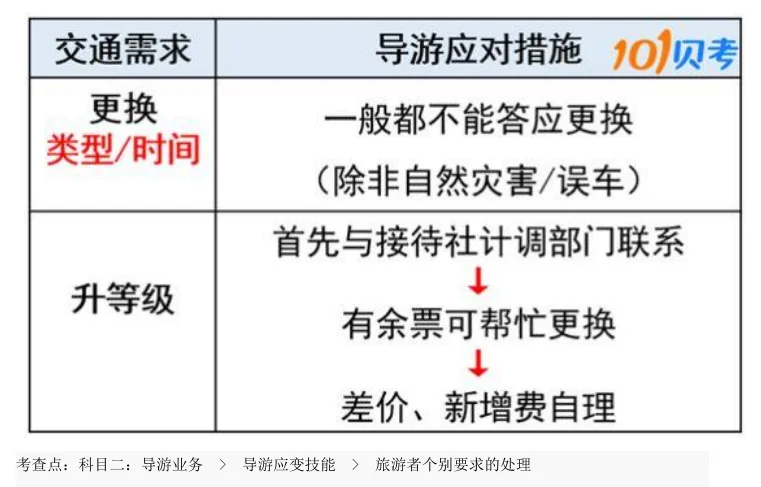 交通需求
导游应对措施
101贝考
更换
类型/时间
一般都不能答应更换
（除非自然灾害/误车）
升等级
首先与接待社计调部门联系
↓
有余票可帮忙更换
↓
差价、新增费自理
考查点：科目二：导游业务 > 导游应变技能 > 旅游者个别要求的处理